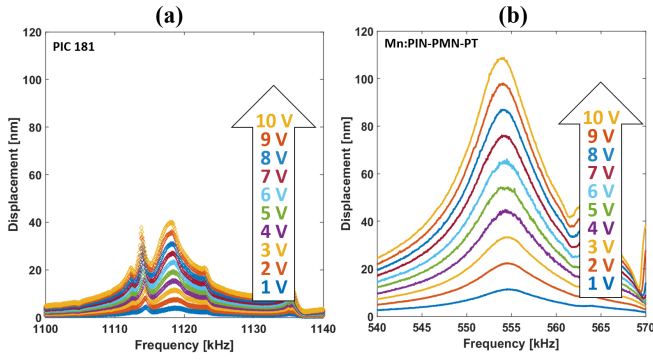 (a)
PIC 181
Displacement [nm]
120
100
80
60
40
20
0
10 V
9 V
8 V
7 V
6 V
5 V
4 V
3 V
2 V
1 V
1100
1110
1120
1130
1140
Frequency [kHz]
(b)
Mn:PIN-PMN-PT
Displacement [nm]
120
100
80
60
40
20
0
10 V
9 V
8 V
7 V
6 V
5 V
4 V
3 V
2 V
1 V
540
545
550
555
560
565
570
Frequency [kHz]